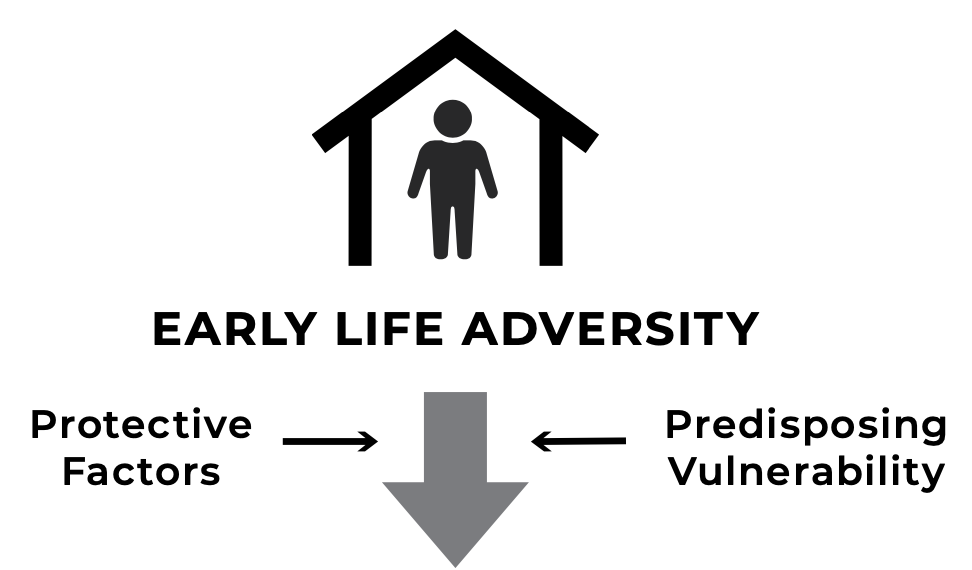 EARLY LIFE ADVERSITY
Protective
Factors
Predisposing
Vulnerability